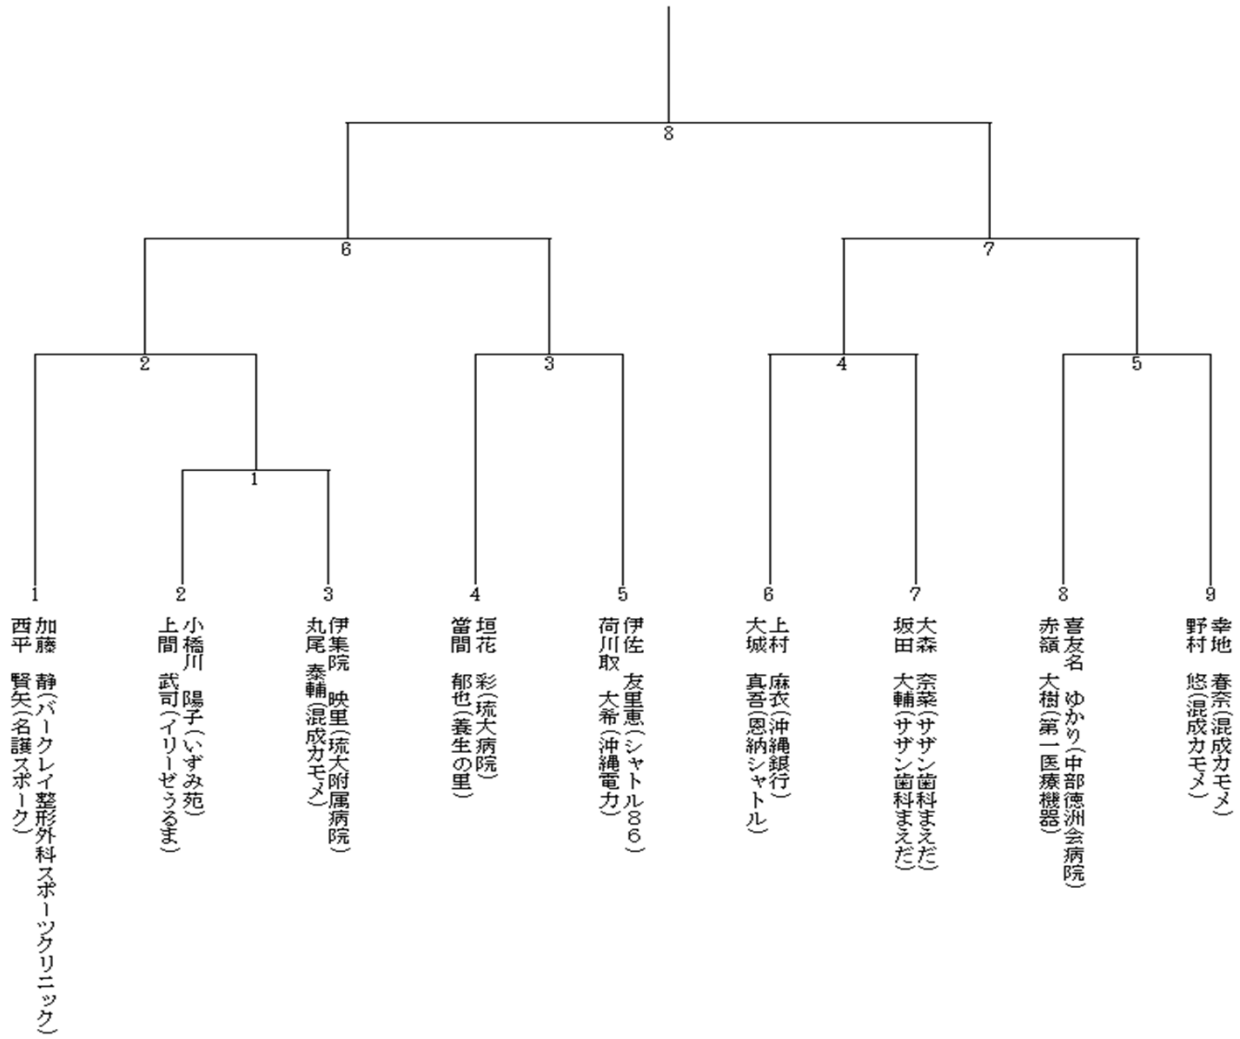 8
6
7
2
3
4
5
1
1
2
3
4
5
6
7
8
9
加藤 静(バークレイ整形外科スポーツクリニック)
西平 賢矢(名護スポーク)
小橋川 陽子(いずみ苑)
上間 武司(イリーゼうるま)
伊集院 映里(琉大附属病院)
丸尾 泰輔(混成カモメ)
垣花 彩(琉大病院)
當間 郁也(養生の里)
伊佐 友里恵(シャトル86)
荷川取 大希(沖縄電力)
上村 麻衣(沖縄銀行)
大城 真吾(恩納シャトル)
大森 奈菜(サザン歯科まえだ)
坂田 大輔(サザン歯科まえだ)
喜友名 ゆかり(中部徳洲会病院)
赤嶺 大樹(第一医療機器)
幸地 春奈(混成カモメ)
野村 悠(混成カモメ)